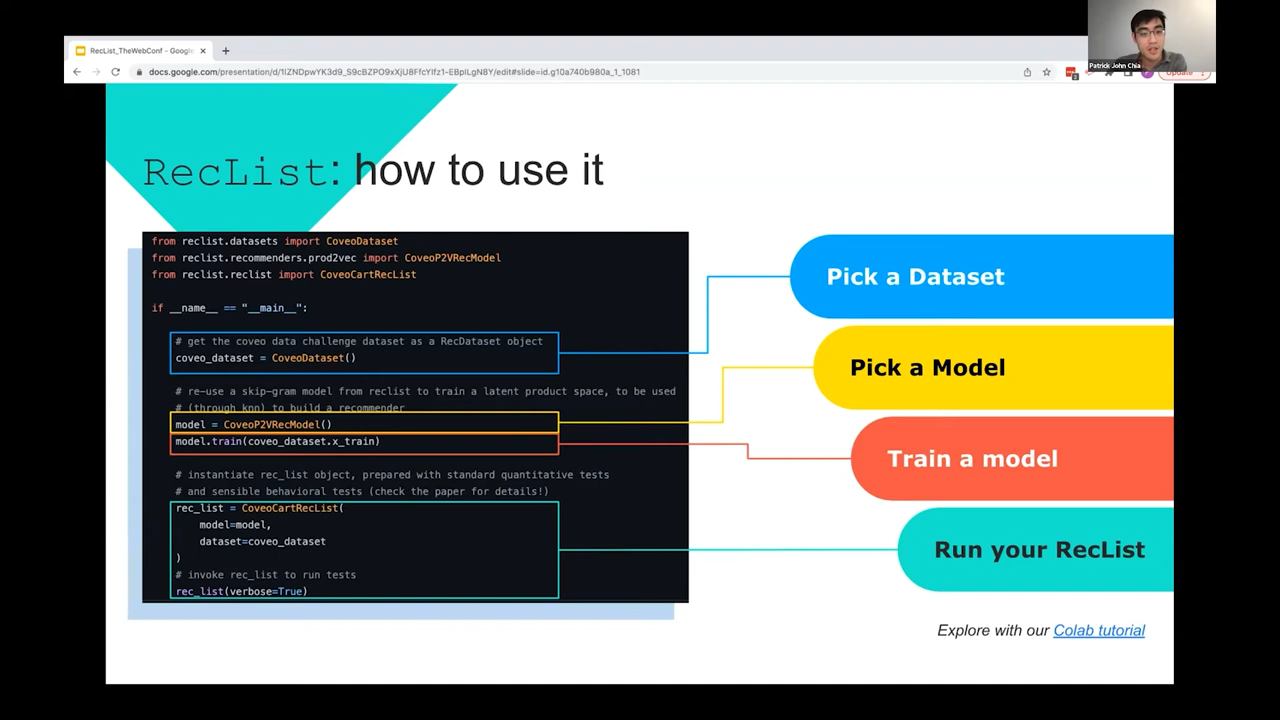 Patrick John Chia
RecList_TheWebConf - Google
docs.google.com/presentation/d/1IZNDpwYK3d9_S9cBZPO9xXjU8FfcYIfz1-EBpILgN8Y/edit#slide=id.g10a740b980a_1_1081
Update
RecList: how to use it
from reclist.datasets import CoveoDataset
from reclist.recommenders.prod2vec import CoveoP2VRecModel
from reclist.reclist import CoveoCartRecList
if __name__ == "__main__":
# get the coveo data challenge dataset as a RecDataset object
coveo_dataset = CoveoDataset()
# re-use a skip-gram model from reclist to train a latent product space, to be used
# (through knn) to build a recommender
model = CoveoP2VRecModel()
model.train(coveo_dataset.x_train)
# instantiate rec_list object, prepared with standard quantitative tests
# and sensible behavioral tests (check the paper for details!)
rec_list = CoveoCartRecList(
model=model,
dataset=coveo_dataset
)
# invoke rec_list to run tests
rec_list(verbose=True)
Pick a Dataset
Pick a Model
Train a model
Run your RecList
Explore with our Colab tutorial